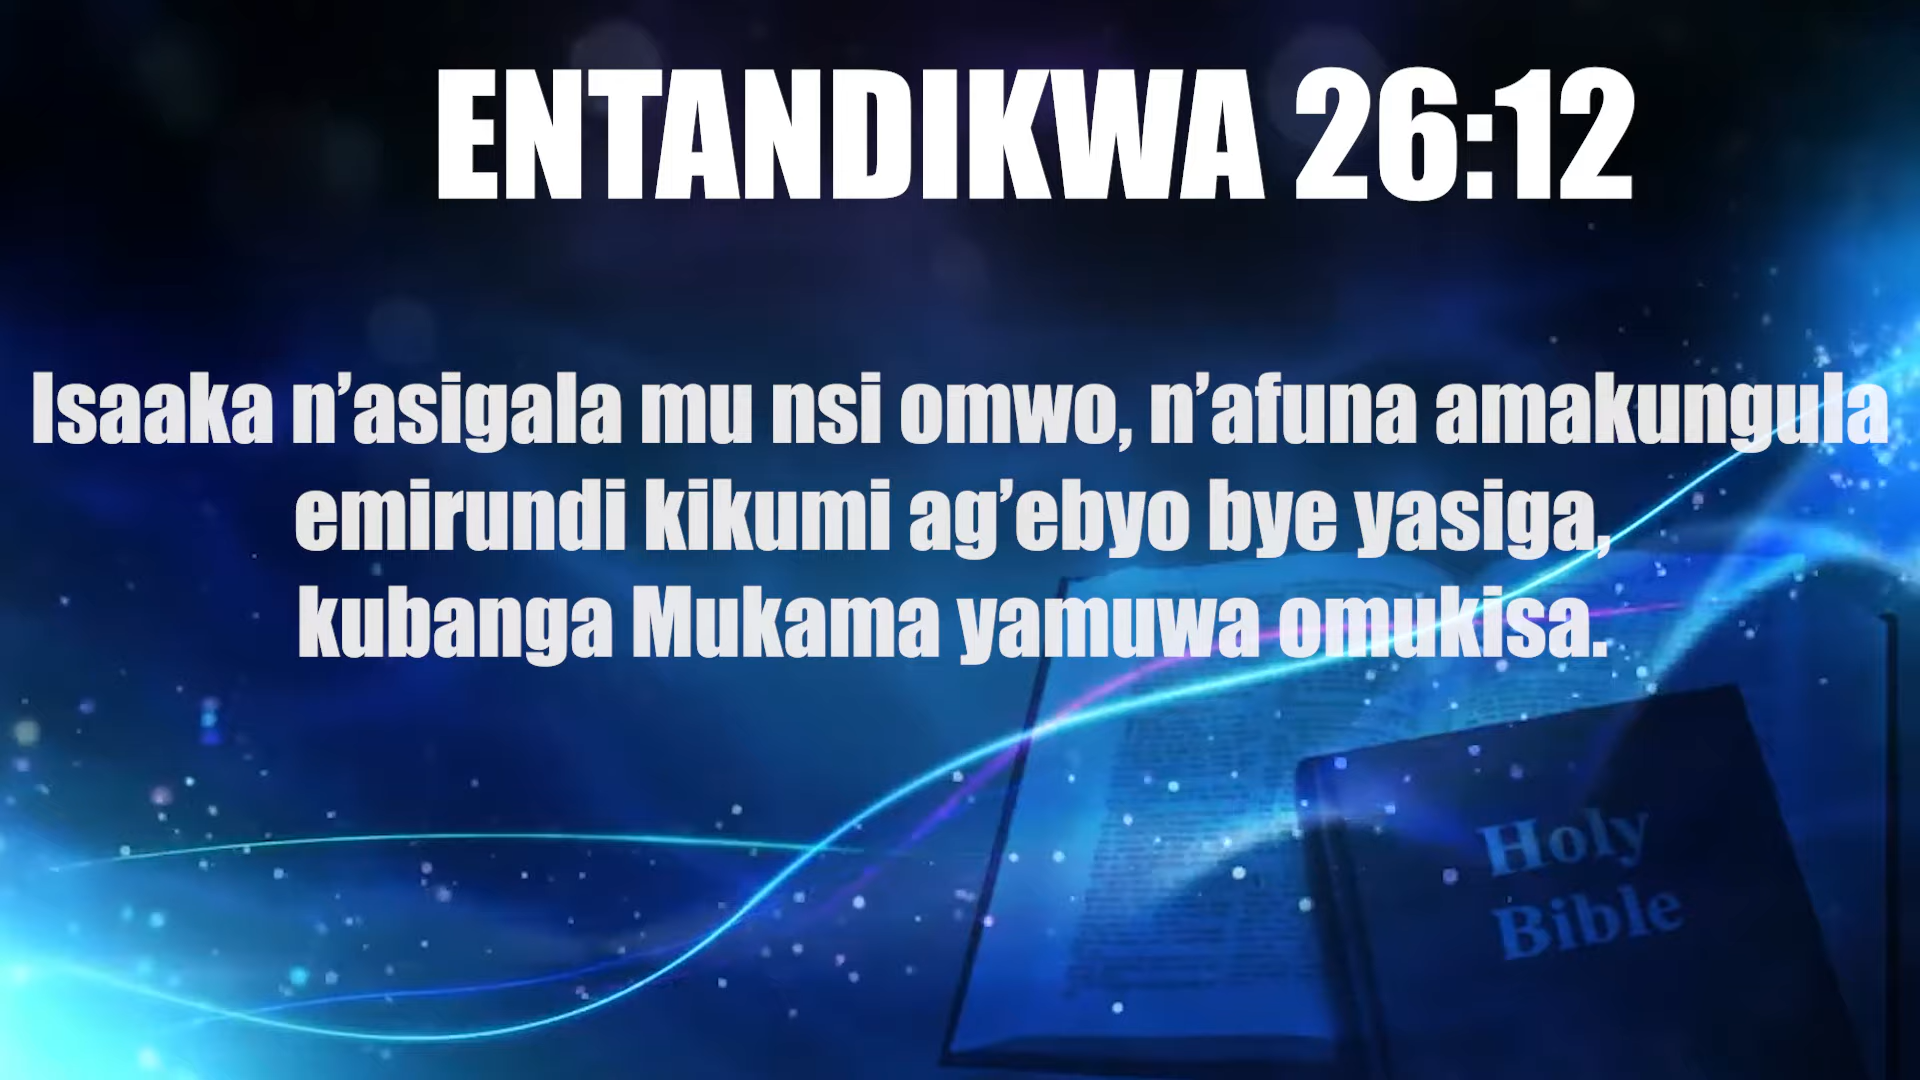 ENTANDIKWA 26:12
Isaaka n’asigala mu nsi omwo, n’afuna amakungula
emirundi kikumi ag’ebyo bye yasiga,
kubanga Mukama yamuwa omukisa.
Holy
Bible